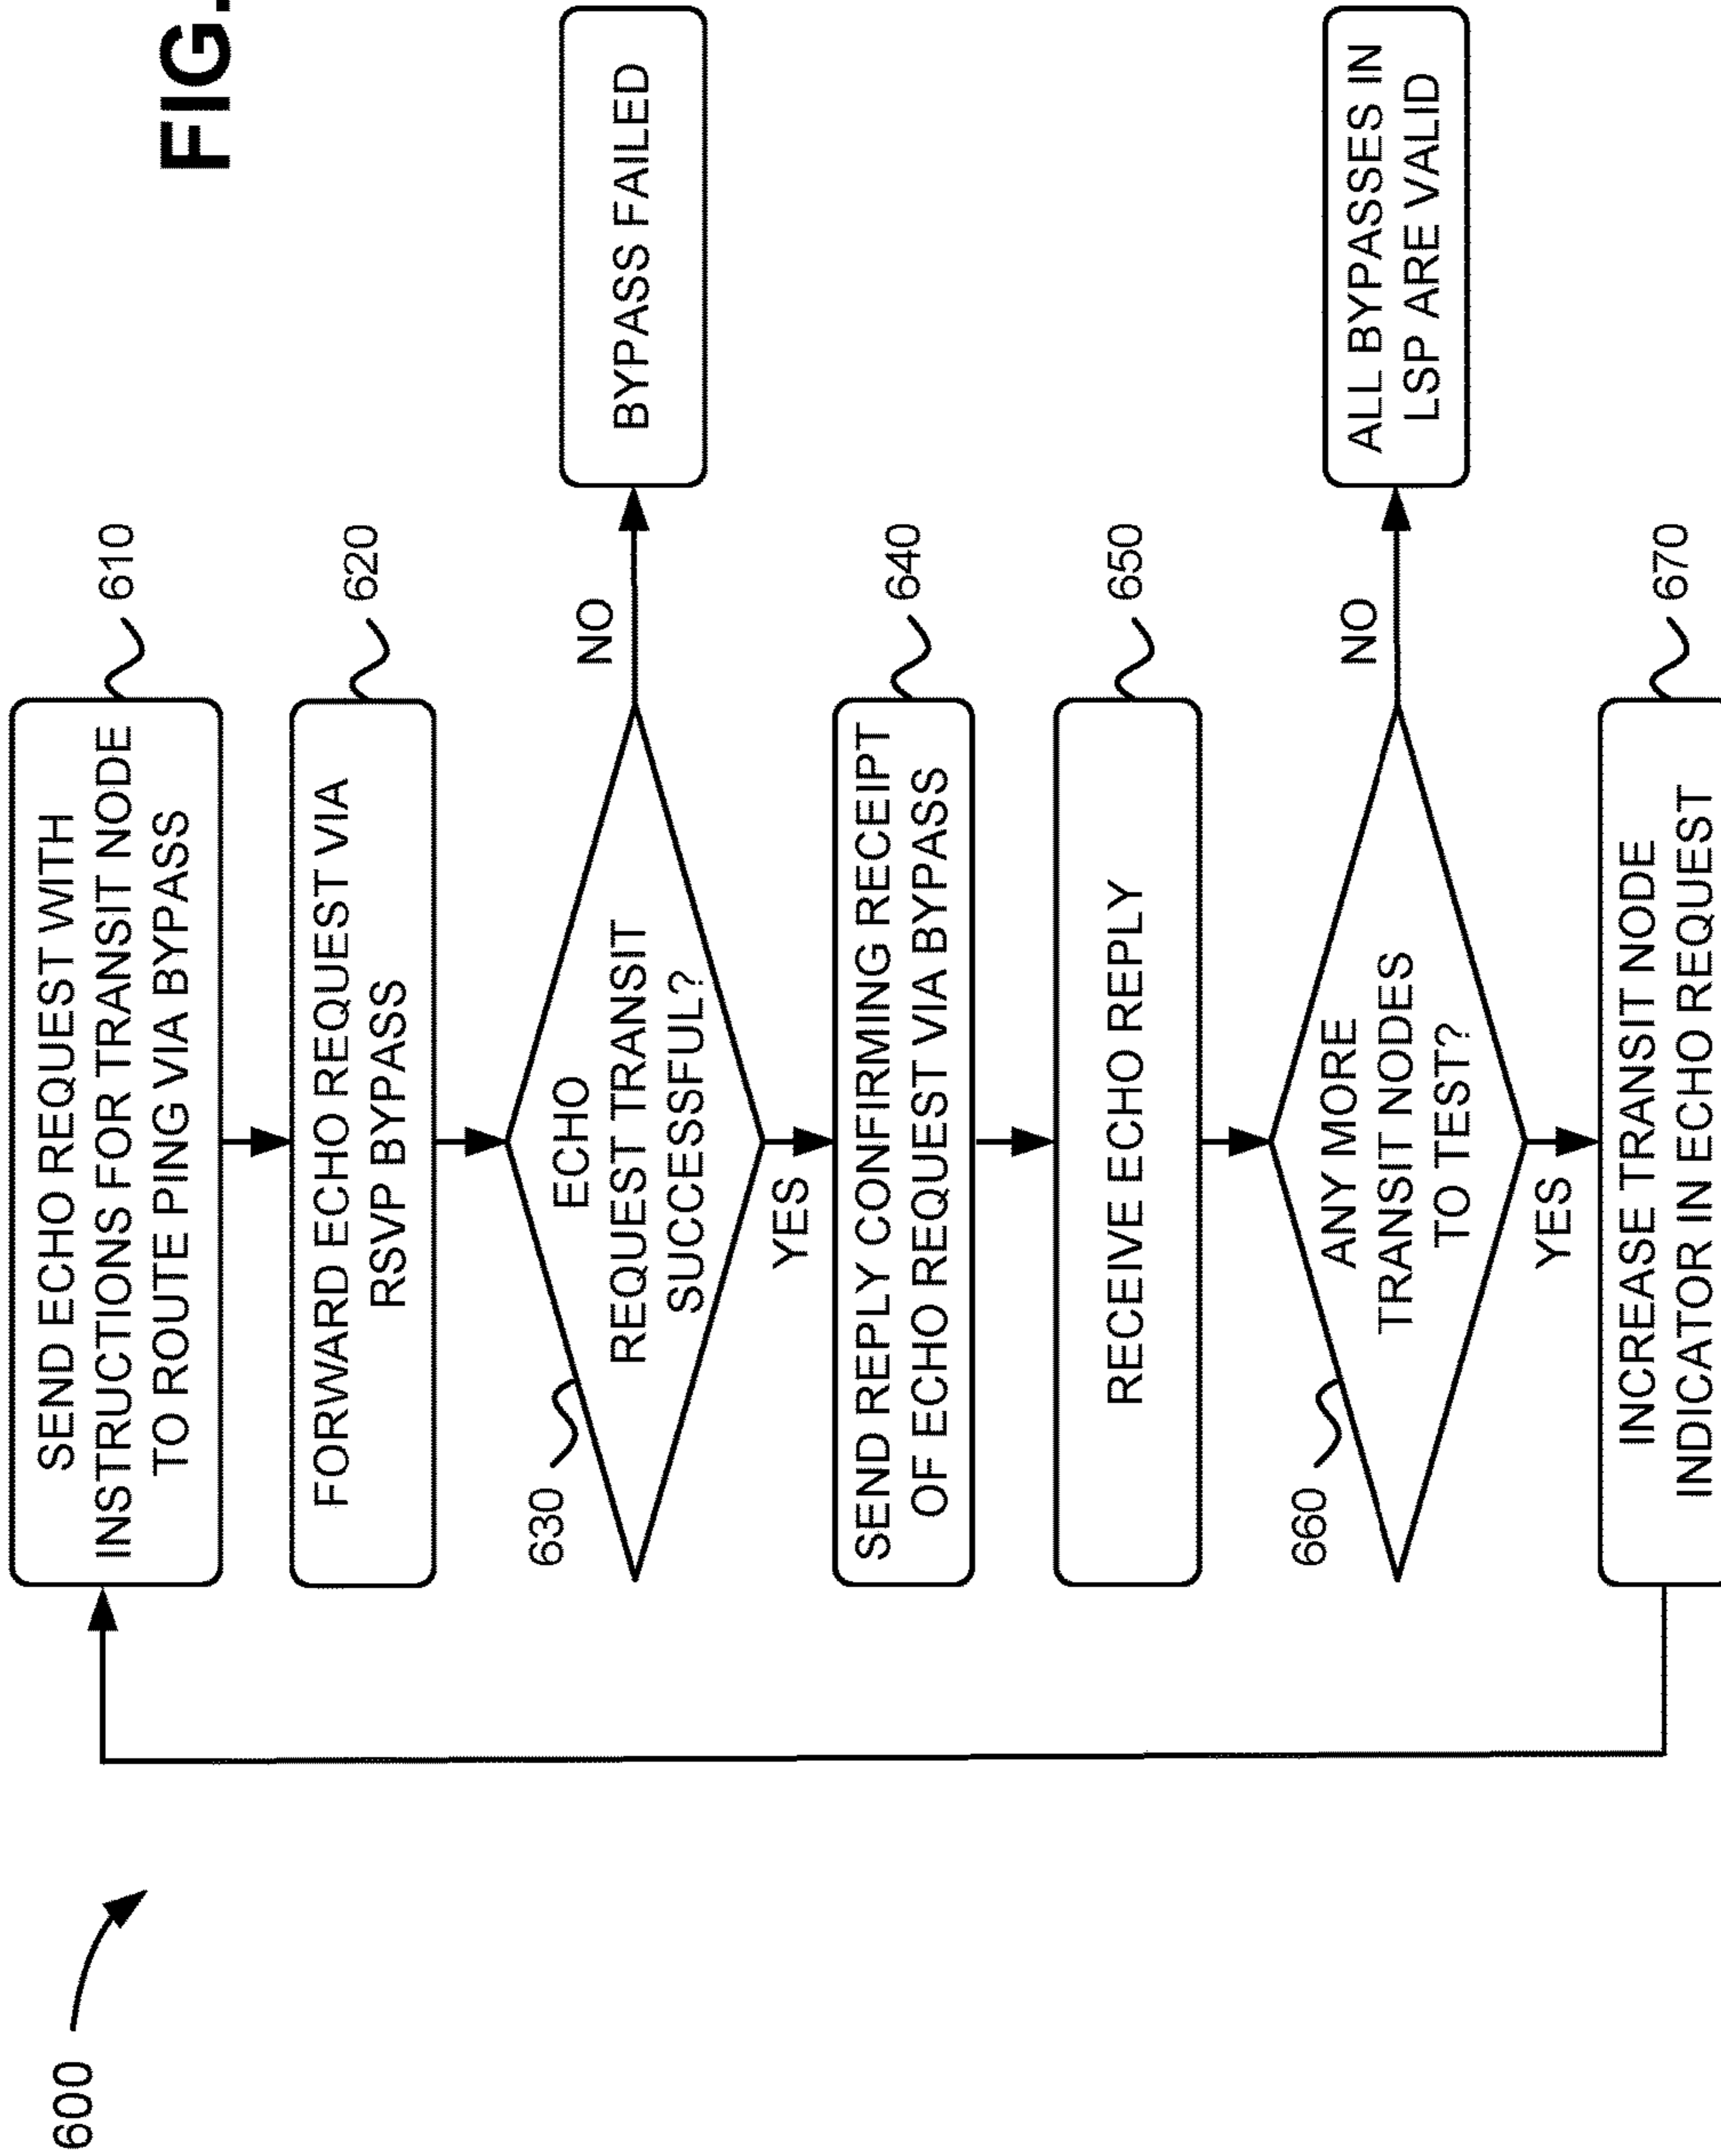 600
FIG.
SEND ECHO REQUEST WITH
INSTRUCTIONS FOR TRANSIT NODE
TO ROUTE PING VIA BYPASS
610
FORWARD ECHO REQUEST VIA
RSVP BYPASS
620
630
ECHO
REQUEST TRANSIT
SUCCESSFUL?
NO
BYPASS FAILED
YES
SEND REPLY CONFIRMING RECEIPT
OF ECHO REQUEST VIA BYPASS
640
RECEIVE ECHO REPLY
650
660
ANY MORE
TRANSIT NODES
TO TEST?
NO
ALL BYPASSES IN
LSP ARE VALID
YES
INCREASE TRANSIT NODE
INDICATOR IN ECHO REQUEST
670